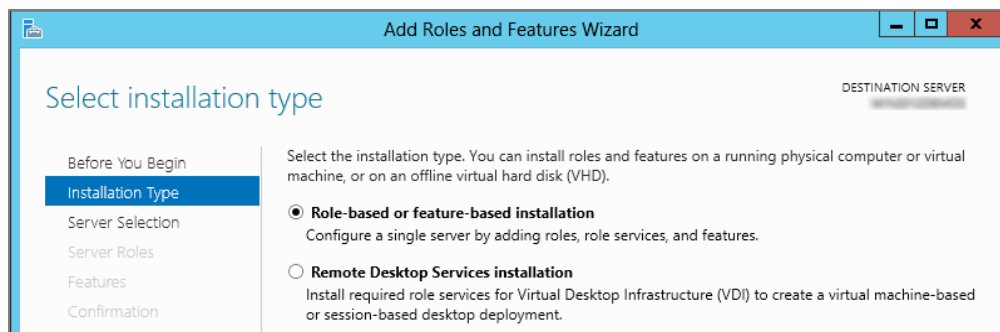 Add Roles and Features Wizard
Select installation type
DESTINATION SERVER
Before You Begin
Installation Type
Server Selection
Server Roles
Features
Confirmation
Select the installation type. You can install roles and features on a running physical computer or virtual
machine, or on an offline virtual hard disk (VHD).
Role-based or feature-based installation
Configure a single server by adding roles, role services, and features.
Remote Desktop Services installation
Install required role services for Virtual Desktop Infrastructure (VDI) to create a virtual machine-based
or session-based desktop deployment.